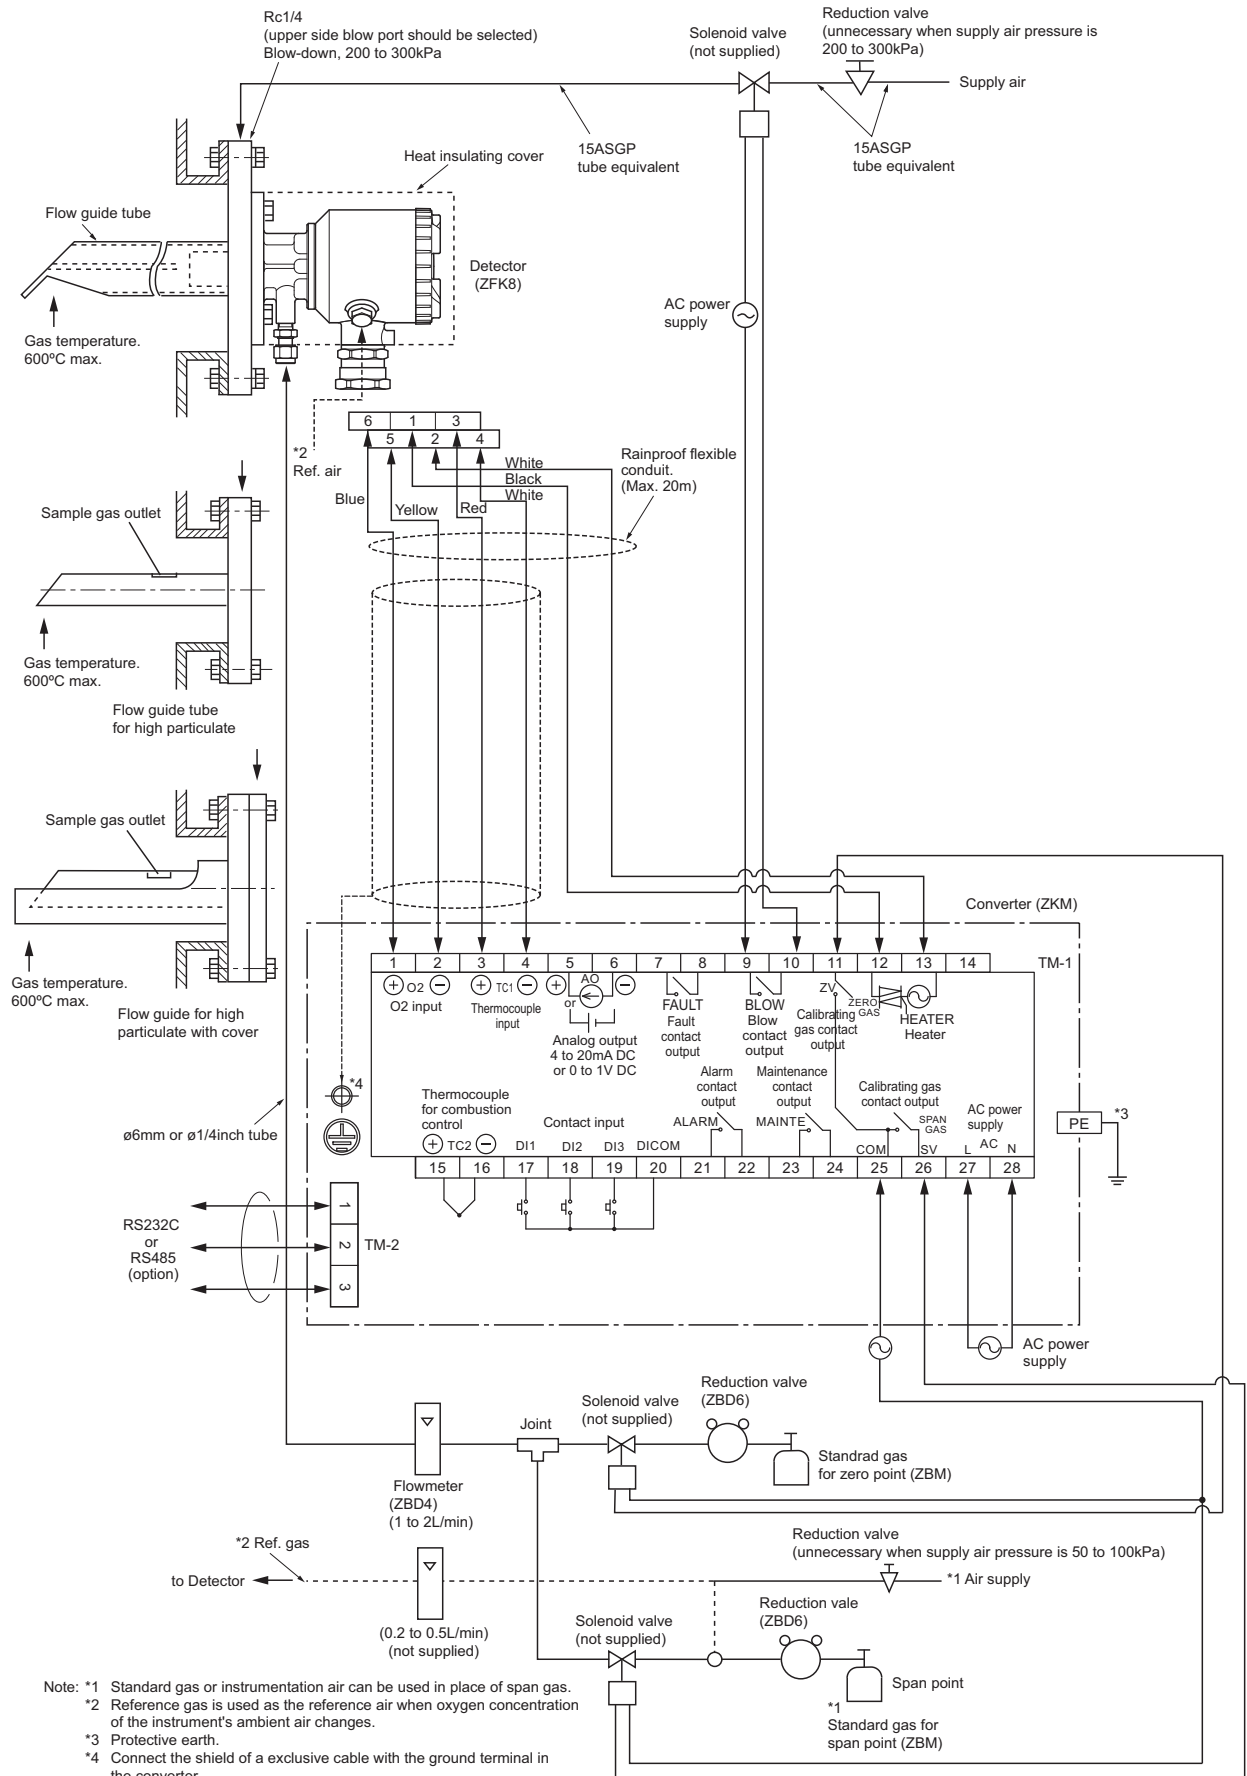 Rc1/4
(upper side blow port should be selected)
Blow-down, 200 to 300kPa
Solenoid valve
(not supplied)
Reduction valve
(unnecessary when supply air pressure is
200 to 300kPa)
Supply air
15ASGP
tube equivalent
15ASGP
tube equivalent
Heat insulating cover
Flow guide tube
Detector
(ZFK8)
AC power
supply
Gas temperature.
600ºC max.
6 1 3
5 2 4
*2
Ref. air
White
Black
White
Blue
Yellow
Red
Rainproof flexible
conduit.
(Max. 20m)
Sample gas outlet
Gas temperature.
600ºC max.
Flow guide tube
for high particulate
Sample gas outlet
Gas temperature.
600ºC max.
Flow guide for high
particulate with cover
Converter (ZKM)
1 2 3 4 5 6 7 8 9 10 11 12 13 14
TM-1
+ O2 −
O2 input
+ TC1 −
Thermocouple
input
+ AO −
or
Analog output
4 to 20mA DC
or 0 to 1V DC
FAULT
Fault
contact
output
BLOW
Blow
contact
output
ZV
ZERO
GAS
Calibrating
gas contact
output
HEATER
Heater
*4
Thermocouple
for combustion
control
+ TC2 −
Contact input
DI1 DI2 DI3 DICOM
Alarm
contact
output
ALARM
Maintenance
contact
output
MAINTE
Calibrating gas
contact output
SPAN
GAS
COM
SV
AC power
supply
L AC N
PE
*3
15 16 17 18 19 20 21 22 23 24 25 26 27 28
ø6mm or ø1/4inch tube
RS232C
or
RS485
(option)
1
2
3
TM-2
AC power
supply
Reduction valve
(ZBD6)
Solenoid valve
(not supplied)
Joint
Standrad gas
for zero point (ZBM)
Flowmeter
(ZBD4)
(1 to 2L/min)
*2 Ref. gas
to Detector
Reduction valve
(unnecessary when supply air pressure is 50 to 100kPa)
*1 Air supply
(0.2 to 0.5L/min)
(not supplied)
Solenoid valve
(not supplied)
Reduction vale
(ZBD6)
Span point
*1
Standard gas for
span point (ZBM)
Note: *1 Standard gas or instrumentation air can be used in place of span gas.
*2 Reference gas is used as the reference air when oxygen concentration
of the instrument's ambient air changes.
*3 Protective earth.
*4 Connect the shield of a exclusive cable with the ground terminal in
the converter